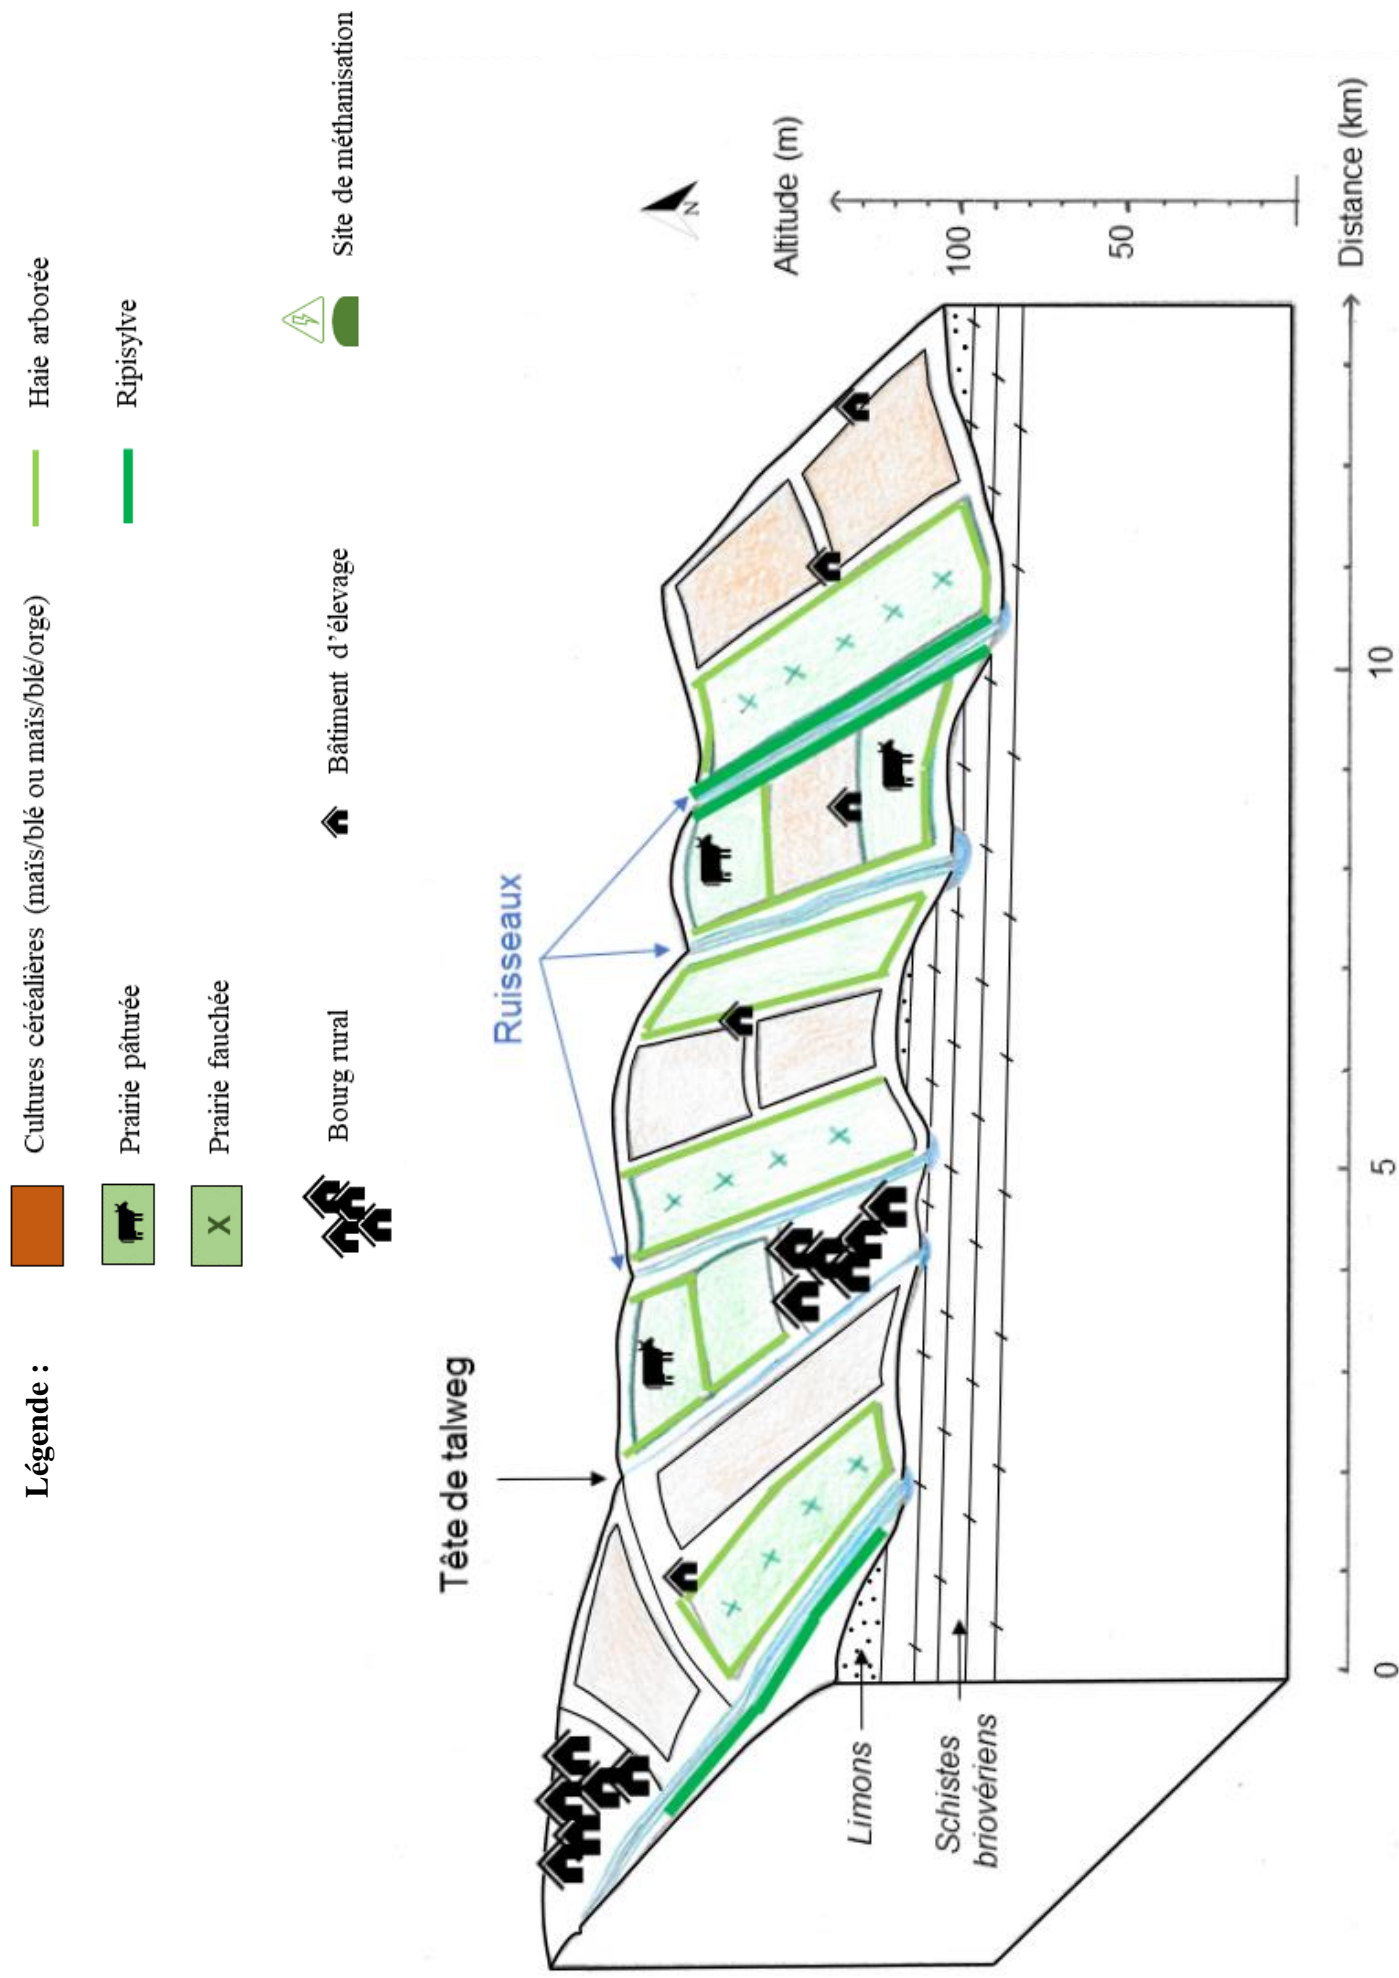 Légende :
Cultures céréalières (maïs/blé ou maïs/blé/orge)
Haie arborée
Prairie pâturée
Ripisylve
X
Prairie fauchée
Bourg rural
Bâtiment d'élevage
Site de méthanisation
Tête de talweg
Ruisseaux
N
Altitude (m)
100
50
Limons
Schistes
briovériens
0
5
10
Distance (km)